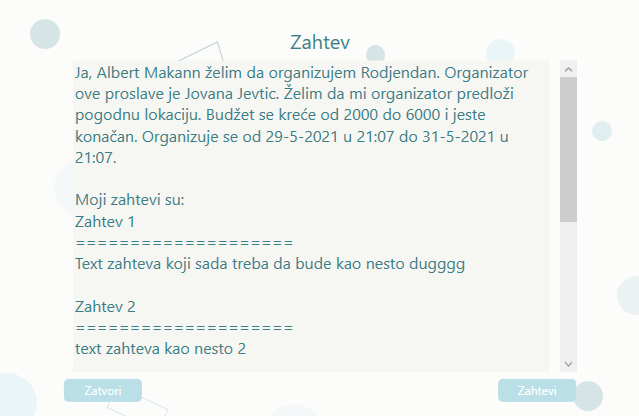 Zahtev
Ja, Albert Makann želim da organizujem Rodjendan. Organizator
ove proslave je Jovana Jevtic. Želim da mi organizator predloži
pogodnu lokaciju. Budžet se kreće od 2000 do 6000 i jeste
konačan. Organizuje se od 29-5-2021 u 21:07 do 31-5-2021 u
21:07.
Moji zahtevi su:
Zahtev 1
====================
Text zahteva koji sada treba da bude kao nesto dugggg
Zahtev 2
====================
text zahteva kao nesto 2
Zatvori
Zahtevi